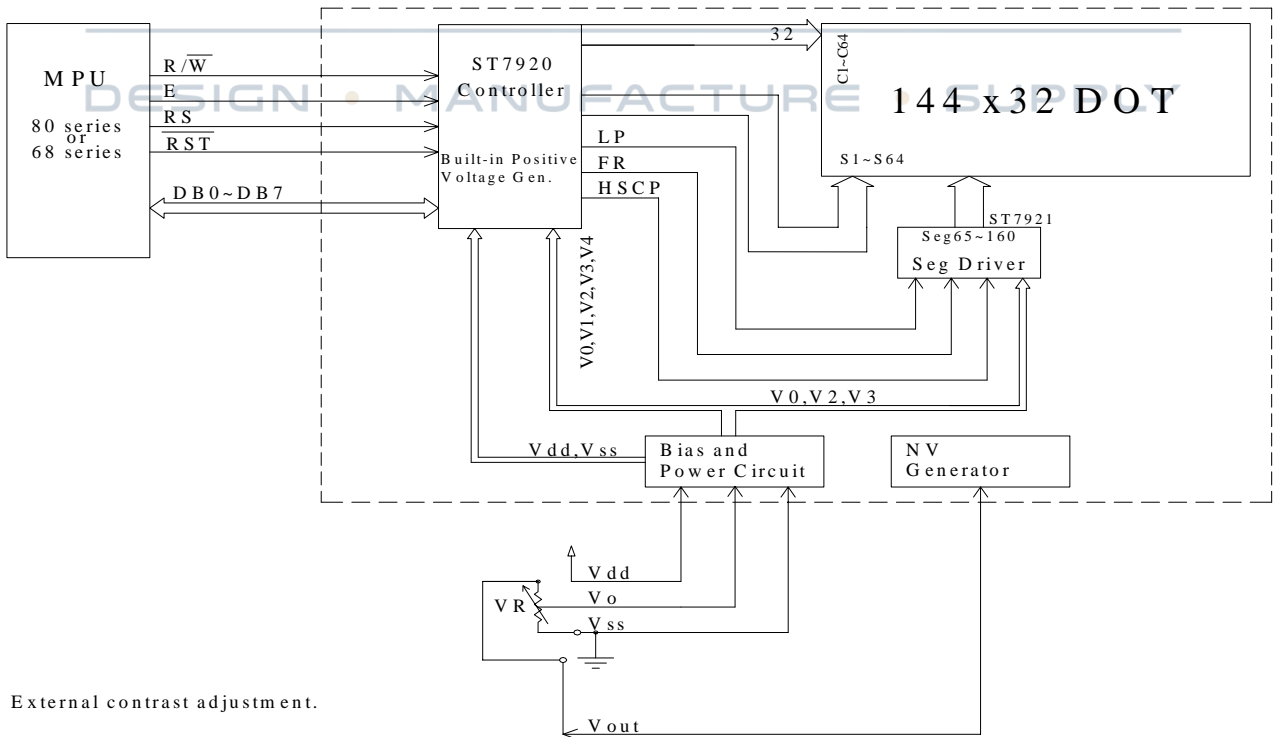 MPU
80 series
or
68 series
R/W
E
RS
RST
DB0~DB7
ST7920
Controller
Built-in Positive
Voltage Gen.
LP
FR
HSCP
32
C1~C64
144 x32 DOT
S1~S64
ST7921
Seg65~160
Seg Driver
DESIGN • MANUFACTURE • SUPPLY
V0,V1,V2,V3,V4
V0,V2,V3
Vdd,Vss
Bias and
Power Circuit
NV
Generator
Vdd
VR
Vo
Vss
External contrast adjustment.
Vout